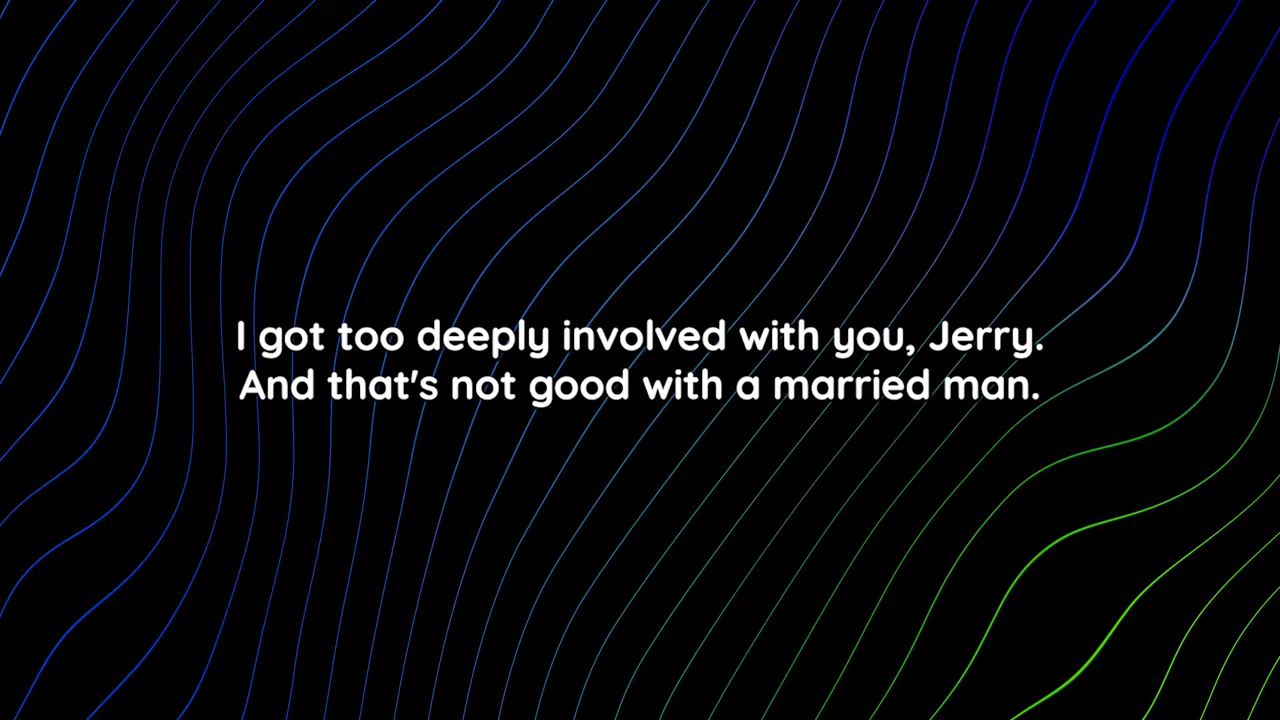 I got too deeply involved with you, Jerry.
And that's not good with a married man.